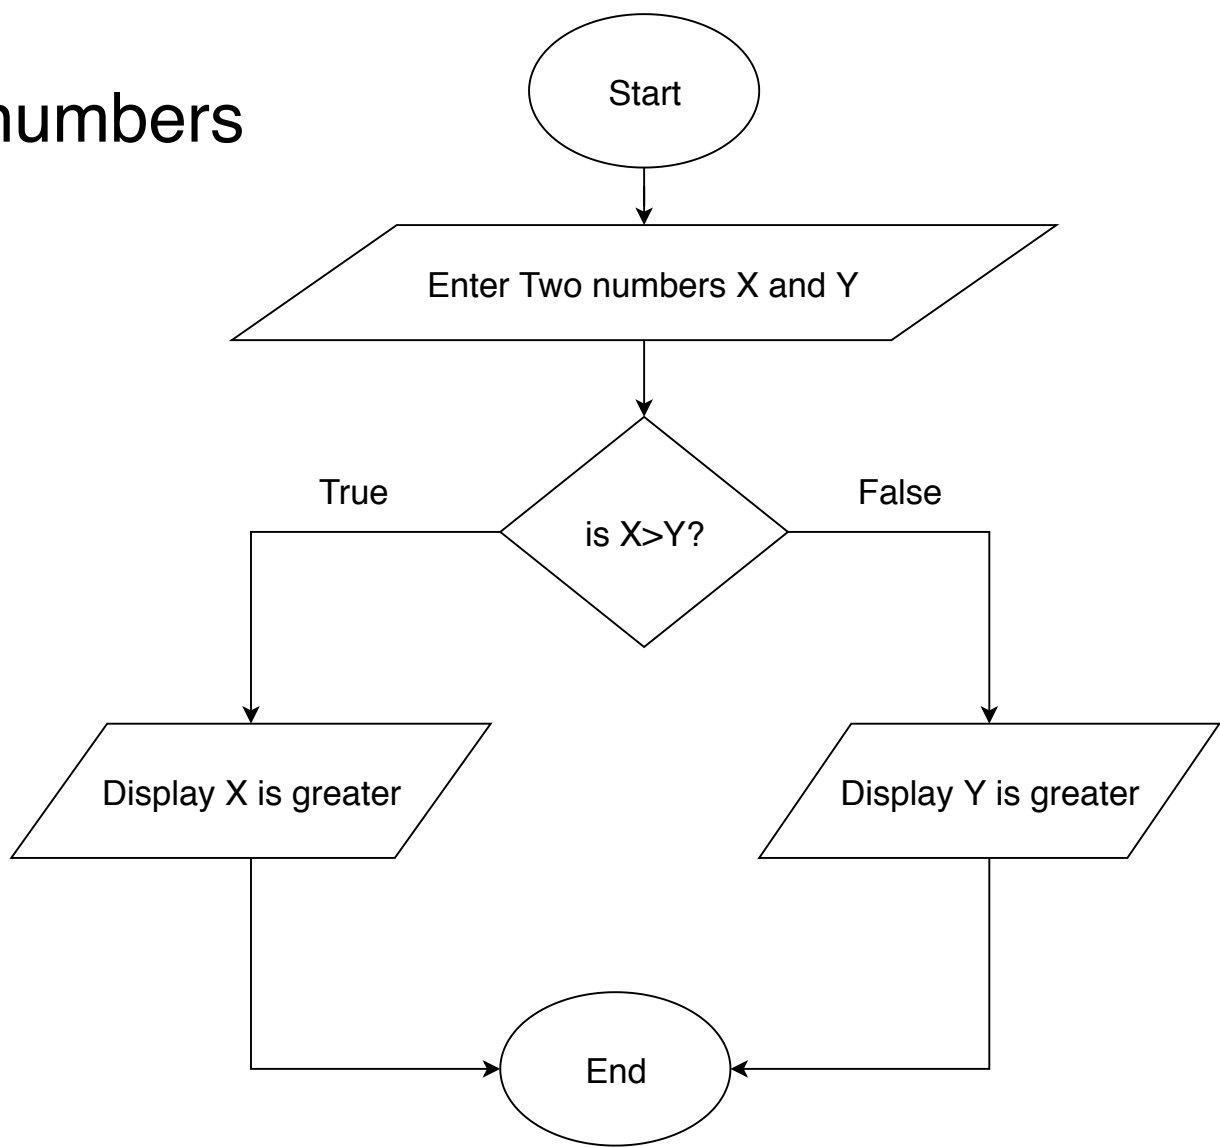 Start
numbers
Enter Two numbers X and Y
True
False
is X>Y?
Display X is greater
Display Y is greater
End